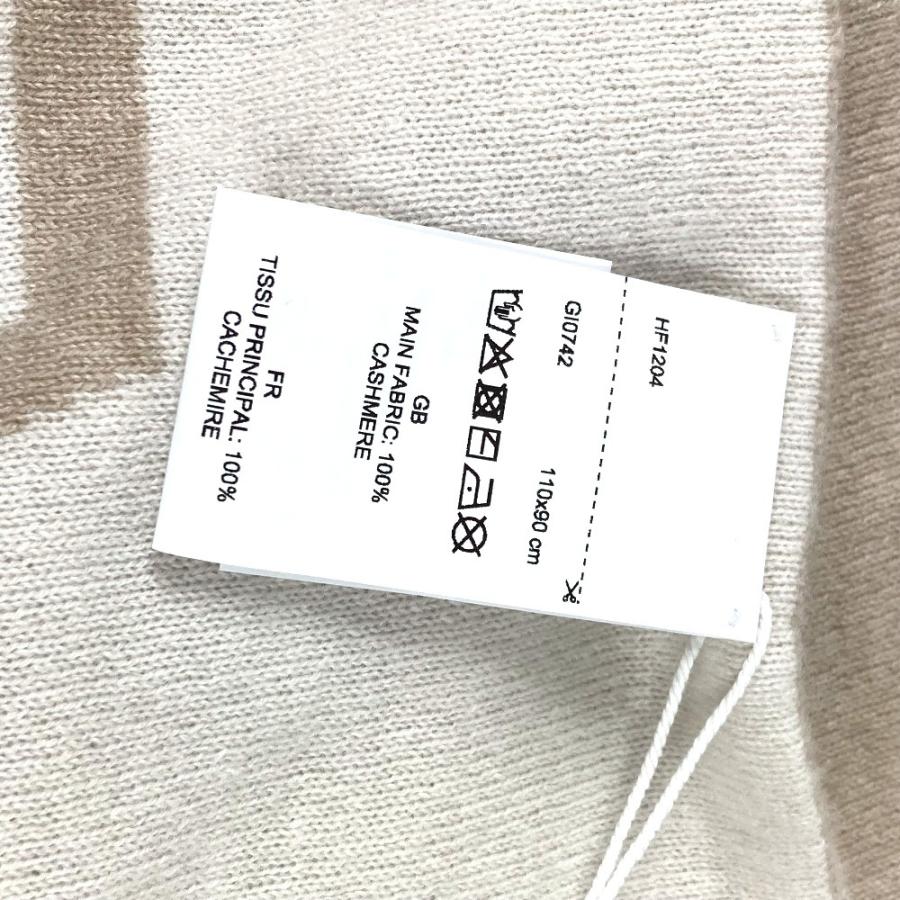 HF1204
GI0742 110x90 cm
GB
MAIN FABRIC: 100%
CASHMERE
FR
TISSU PRINCIPAL: 100%
CACHEMIRE